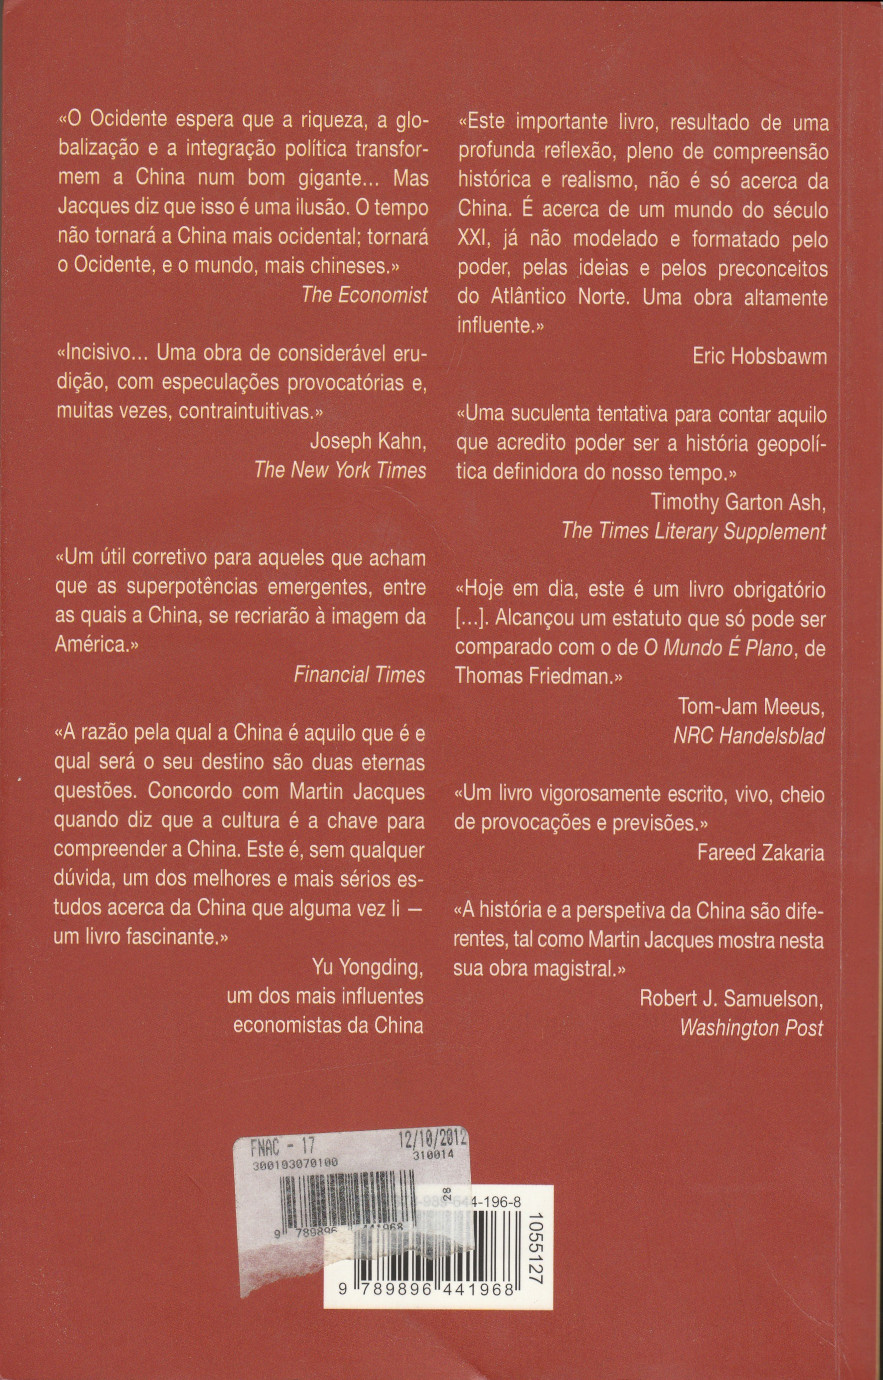 «O Ocidente espera que a riqueza, a glo-
balização e a integração política transfor-
mem a China num bom gigante... Mas
Jacques diz que isso é uma ilusão. O tempo
não tornará a China mais ocidental; tornará
o Ocidente, e o mundo, mais chineses.»
The Economist
«Incisivo... Uma obra de considerável eru-
dição, com especulações provocatórias e,
muitas vezes, contraintuitivas.»
Joseph Kahn,
The New York Times
«Um útil corretivo para aqueles que acham
que as superpotências emergentes, entre
as quais a China, se recriarão à imagem da
América.»
Financial Times
«A razão pela qual a China é aquilo que é e
qual será o seu destino são duas eternas
questões. Concordo com Martin Jacques
quando diz que a cultura é a chave para
compreender a China. Este é, sem qualquer
dúvida, um dos melhores e mais sérios es-
tudos acerca da China que alguma vez li —
um livro fascinante.»
Yu Yongding,
um dos mais influentes
economistas da China
«Este importante livro, resultado de uma
profunda reflexão, pleno de compreensão
histórica e realismo, não é só acerca da
China. É acerca de um mundo do século
XXI, já não modelado e formatado pelo
poder, pelas ideias e pelos preconceitos
do Atlântico Norte. Uma obra altamente
influente.»
Eric Hobsbawm
«Uma suculenta tentativa para contar aquilo
que acredito poder ser a história geopolí-
tica definidora do nosso tempo.»
Timothy Garton Ash,
The Times Literary Supplement
«Hoje em dia, este é um livro obrigatório
[...]. Alcançou um estatuto que só pode ser
comparado com o de O Mundo É Plano, de
Thomas Friedman.»
Tom-Jam Meeus,
NRC Handelsblad
«Um livro vigorosamente escrito, vivo, cheio
de provocações e previsões.»
Fareed Zakaria
«A história e a perspetiva da China são dife-
rentes, tal como Martin Jacques mostra nesta
sua obra magistral.»
Robert J. Samuelson,
Washington Post
FNAC - 17 12/10/2012
300193070100 310014
28
9 789896 441968
4-196-8
1055127
9 789896 441968